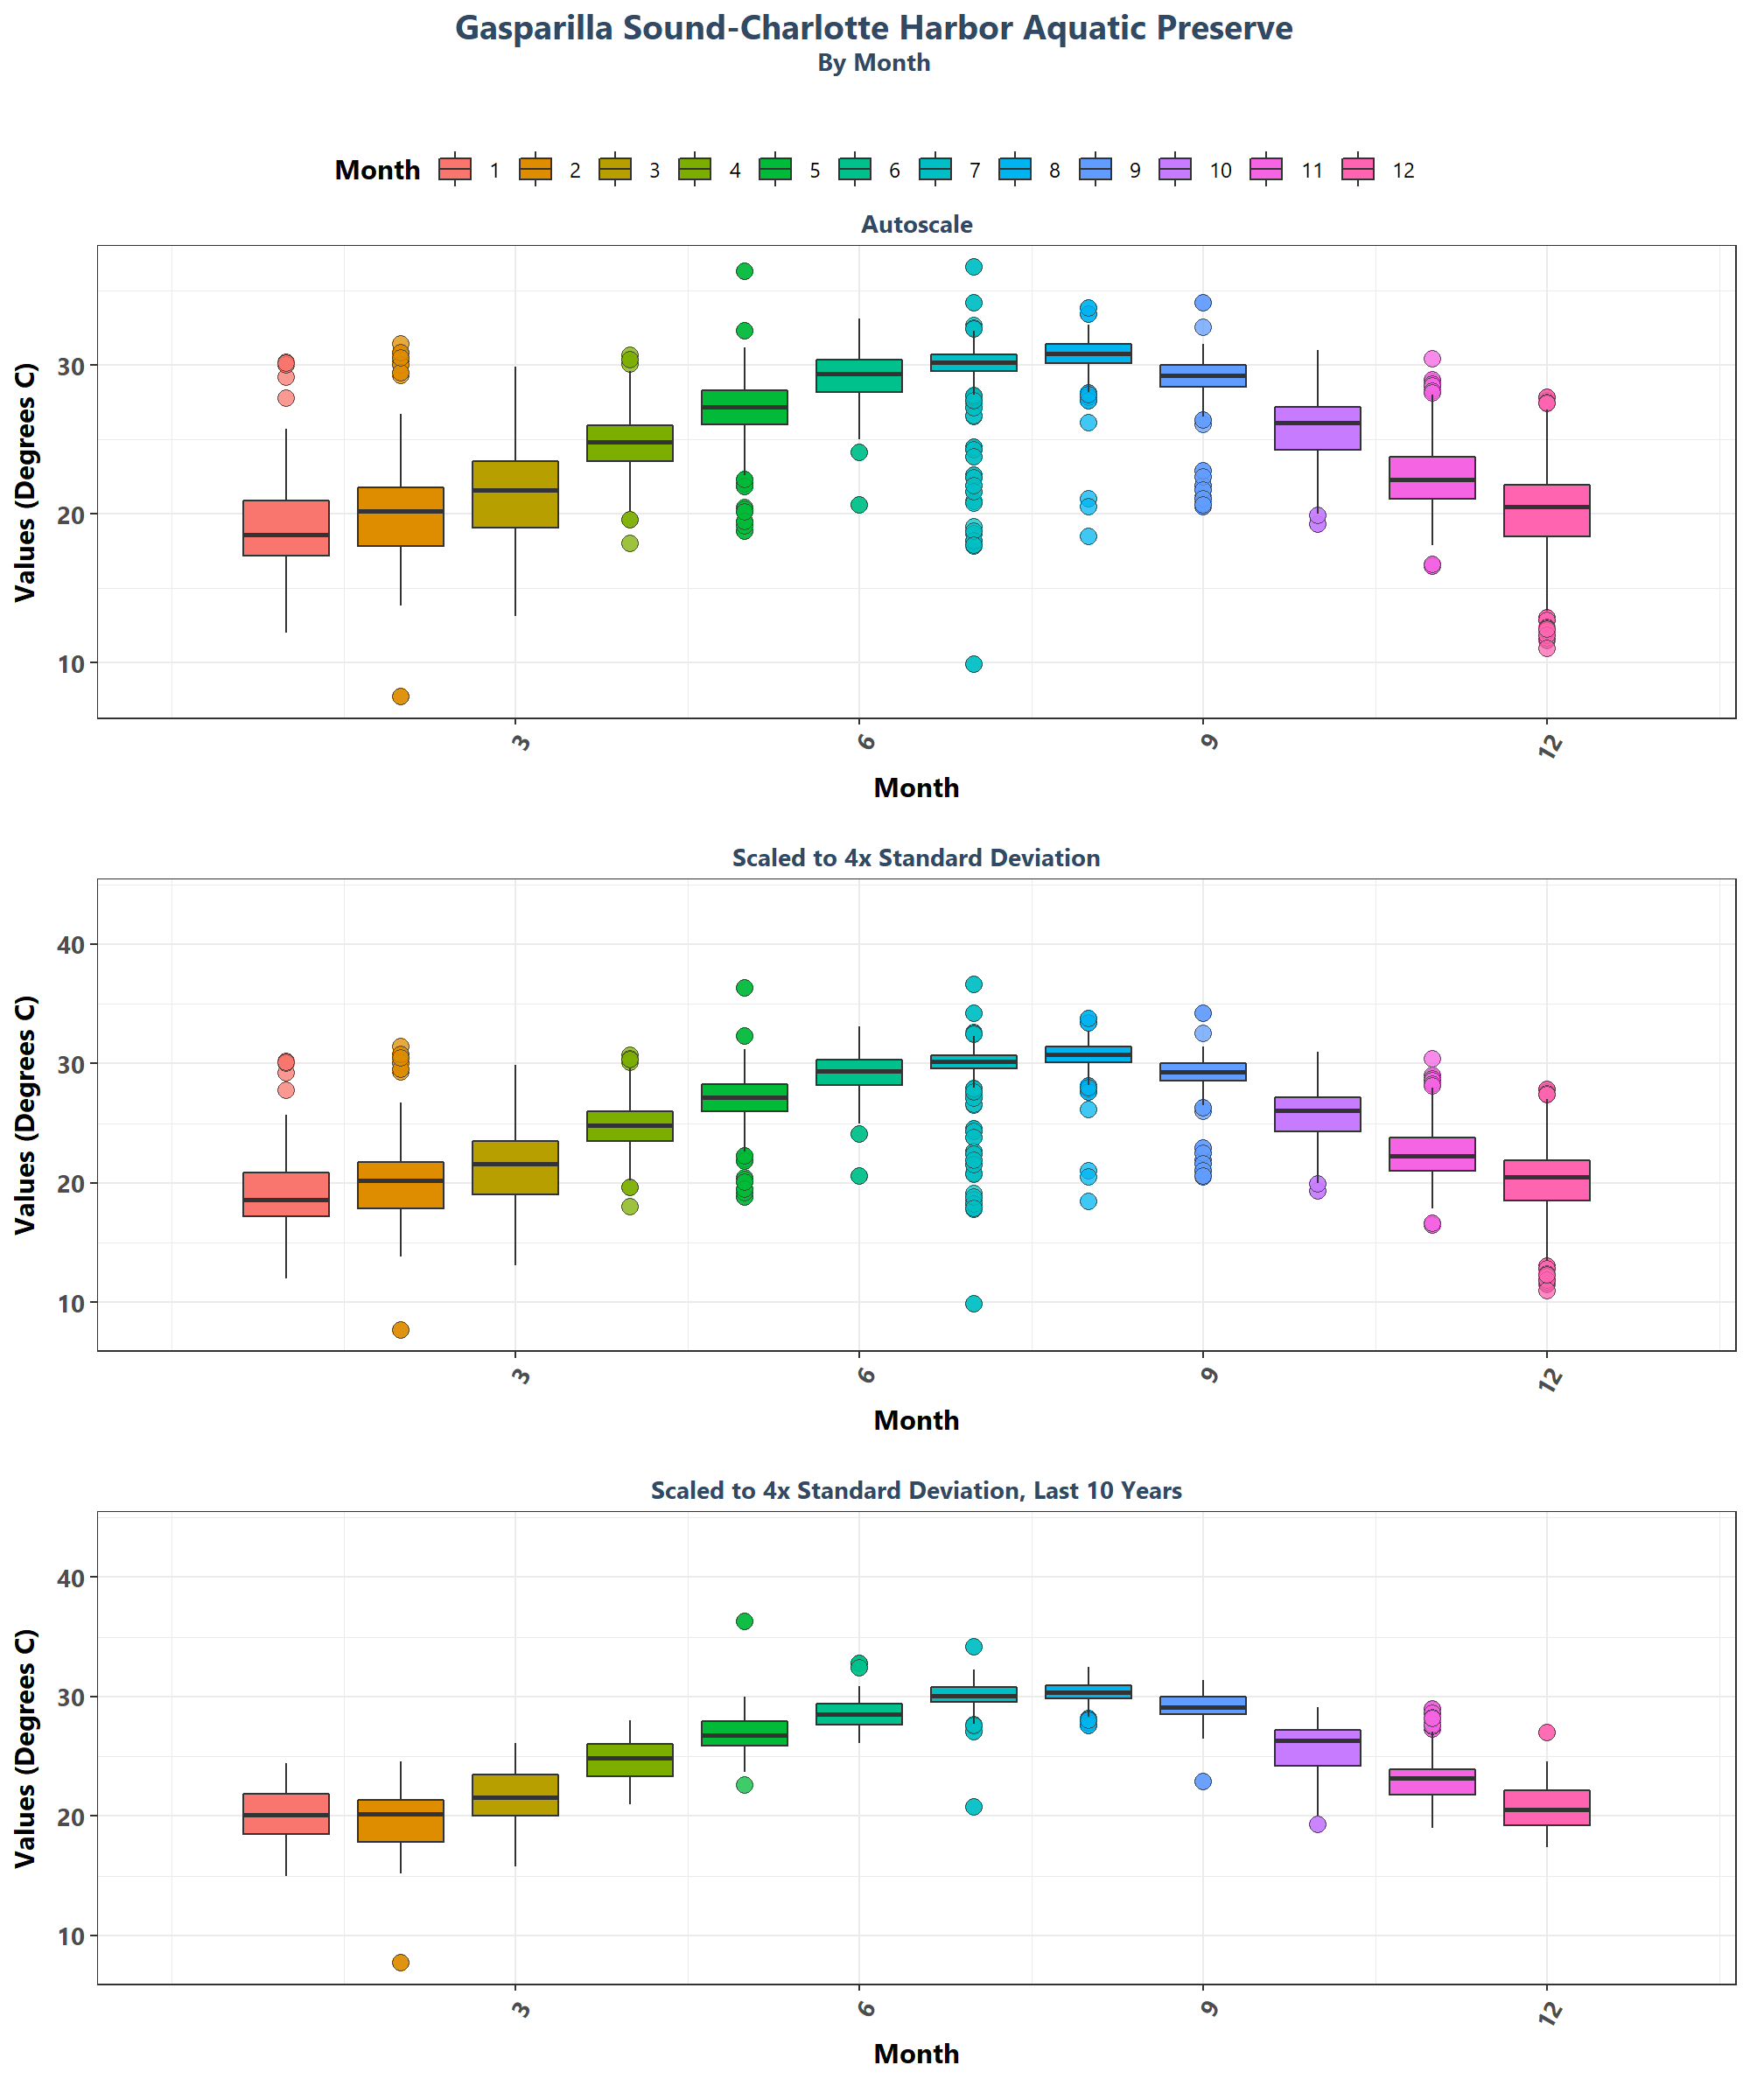 Gasparilla Sound-Charlotte Harbor Aquatic Preserve
By Month
Month 1 2 3 4 5 6 7 8 9 10 11 12
Autoscale
Values (Degrees C)
30
20
10
3 6 9 12
Month
Scaled to 4x Standard Deviation
Values (Degrees C)
40
30
20
10
3 6 9 12
Month
Scaled to 4x Standard Deviation, Last 10 Years
Values (Degrees C)
40
30
20
10
3 6 9 12
Month